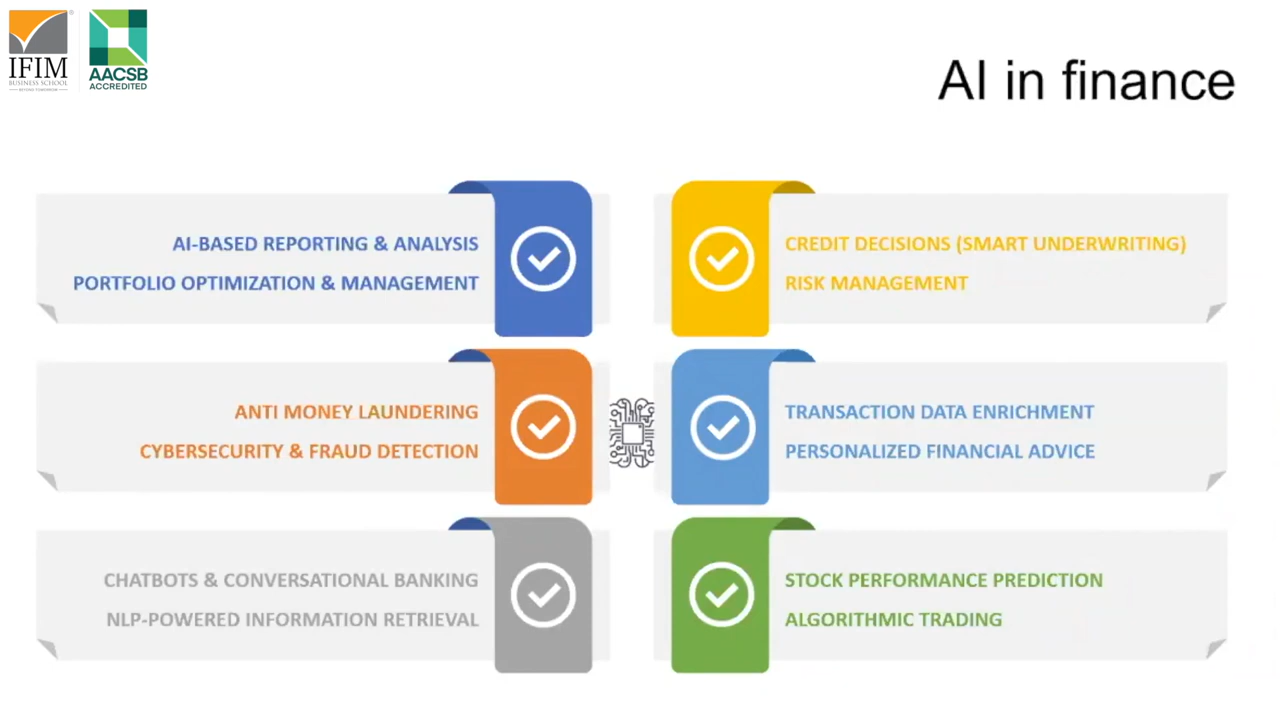 IFIM
BUSINESS SCHOOL
BEYOND TOMORROW
AACSB
ACCREDITED
AI in finance
AI-BASED REPORTING & ANALYSIS
PORTFOLIO OPTIMIZATION & MANAGEMENT
CREDIT DECISIONS (SMART UNDERWRITING)
RISK MANAGEMENT
ANTI MONEY LAUNDERING
CYBERSECURITY & FRAUD DETECTION
TRANSACTION DATA ENRICHMENT
PERSONALIZED FINANCIAL ADVICE
CHATBOTS & CONVERSATIONAL BANKING
NLP-POWERED INFORMATION RETRIEVAL
STOCK PERFORMANCE PREDICTION
ALGORITHMIC TRADING